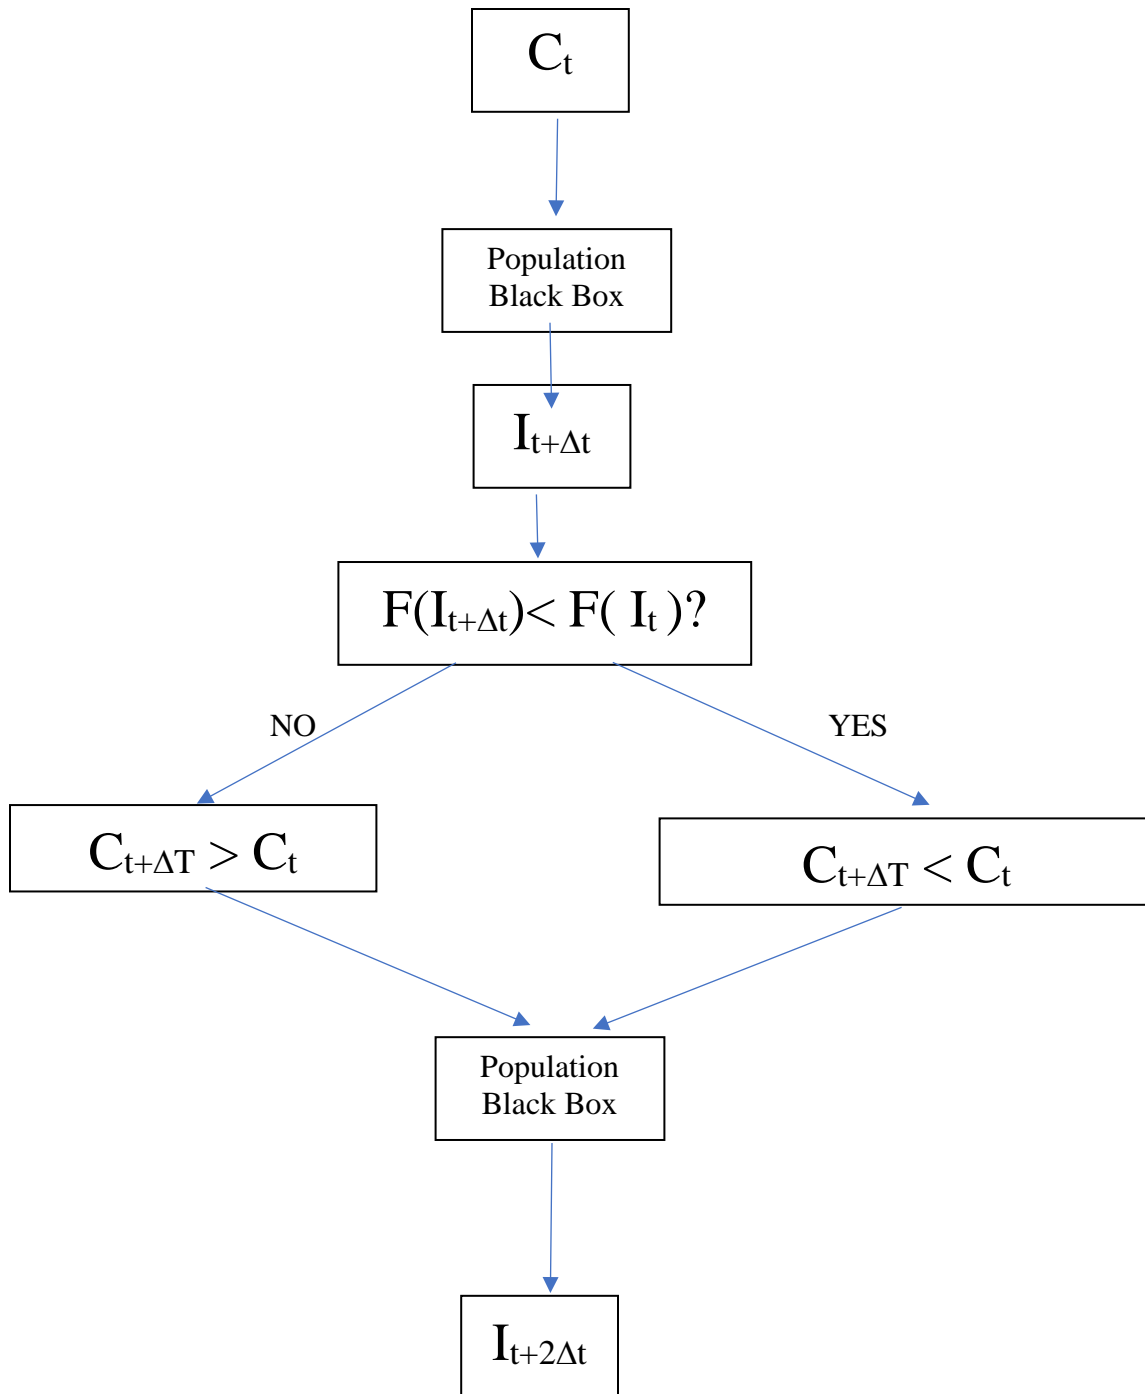 Cₜ
Population
Black Box
Iₜ₊Δₜ
F(Iₜ₊Δₜ)< F( Iₜ )?
NO
YES
Cₜ₊ΔT > Cₜ
Cₜ₊ΔT < Cₜ
Population
Black Box
Iₜ₊₂Δₜ